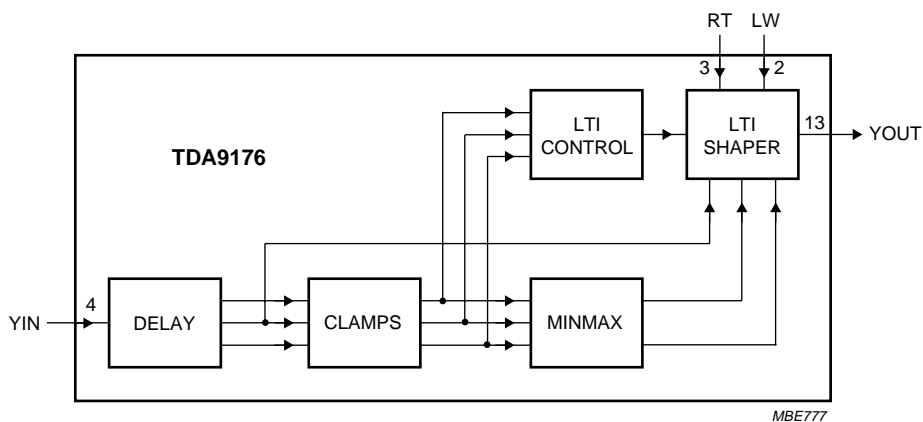 RT LW
3 2
LTI
CONTROL
LTI
SHAPER
13
YOUT
TDA9176
YIN
4
DELAY
CLAMPS
MINMAX
MBE777